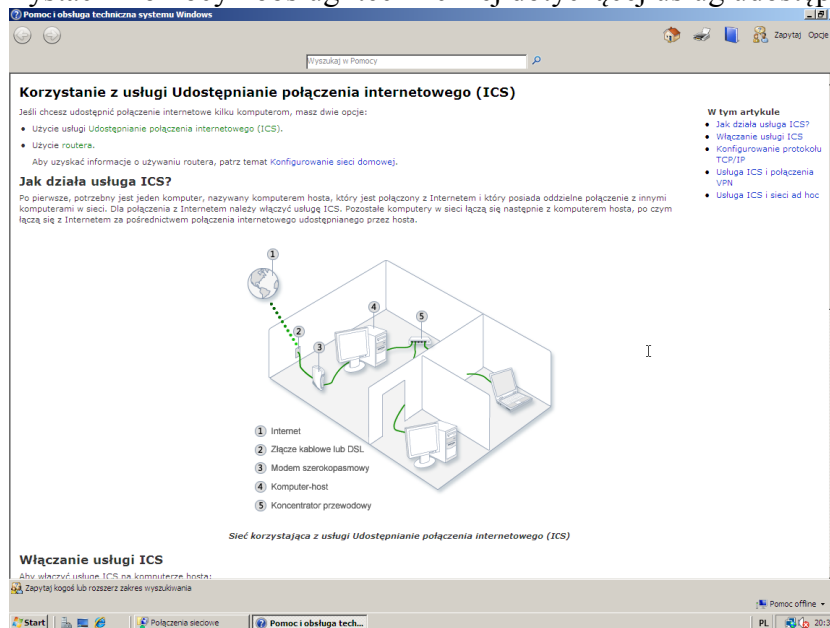 Pomoc i obsługa techniczna systemu Windows
Zapytaj Opcje
Wyszukaj w Pomocy
Korzystanie z usługi Udostępnianie połączenia internetowego (ICS)
Jeśli chcesz udostępnić połączenie internetowe kilku komputerom, masz dwie opcje:
• Użycie usługi Udostępnianie połączenia internetowego (ICS).
• Użycie routera.
Aby uzyskać informacje o używaniu routera, patrz temat Konfigurowanie sieci domowej.
W tym artykule
• Jak działa usługa ICS?
• Włączanie usługi ICS
• Konfigurowanie protokołu
TCP/IP
• Usługa ICS i połączenia
VPN
• Usługa ICS i sieci ad hoc
Jak działa usługa ICS?
Po pierwsze, potrzebny jest jeden komputer, nazywany komputerem hosta, który jest połączony z Internetem i który posiada oddzielne połączenie z innymi
komputerami w sieci. Dla połączenia z Internetem należy włączyć usługę ICS. Pozostałe komputery w sieci łączą się następnie z komputerem hosta, po czym
łączą się z Internetem za pośrednictwem połączenia internetowego udostępnianego przez hosta.
1
2
3
4
5
1 Internet
2 Złącze kablowe lub DSL
3 Modem szerokopasmowy
4 Komputer-host
5 Koncentrator przewodowy
Sieć korzystająca z usługi Udostępnianie połączenia internetowego (ICS)
Włączanie usługi ICS
Aby włączyć usługę ICS na komputerze hosta:
Zapytaj kogoś lub rozszerz zakres wyszukiwania
Pomoc offline
Start
Połączenia sieciowe
Pomoc i obsługa tech...
PL